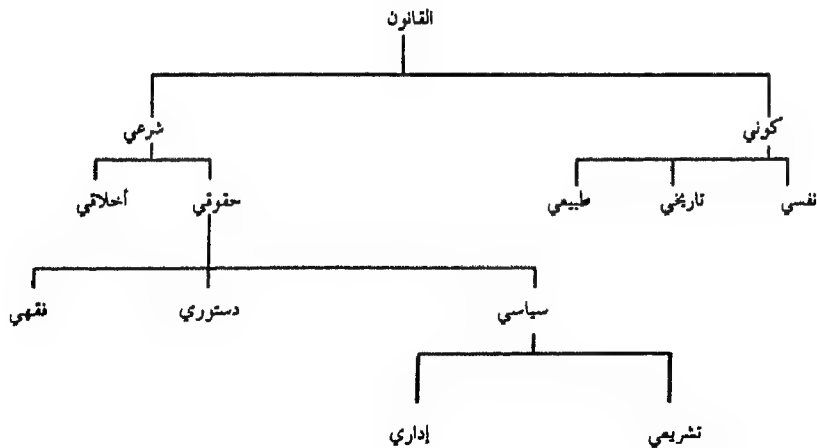 القانون
كوني شرعي
نفسي تاريخي طبيعي حقوقي أخلاقي
سياسي دستوري فقهي
تشريعي إداري